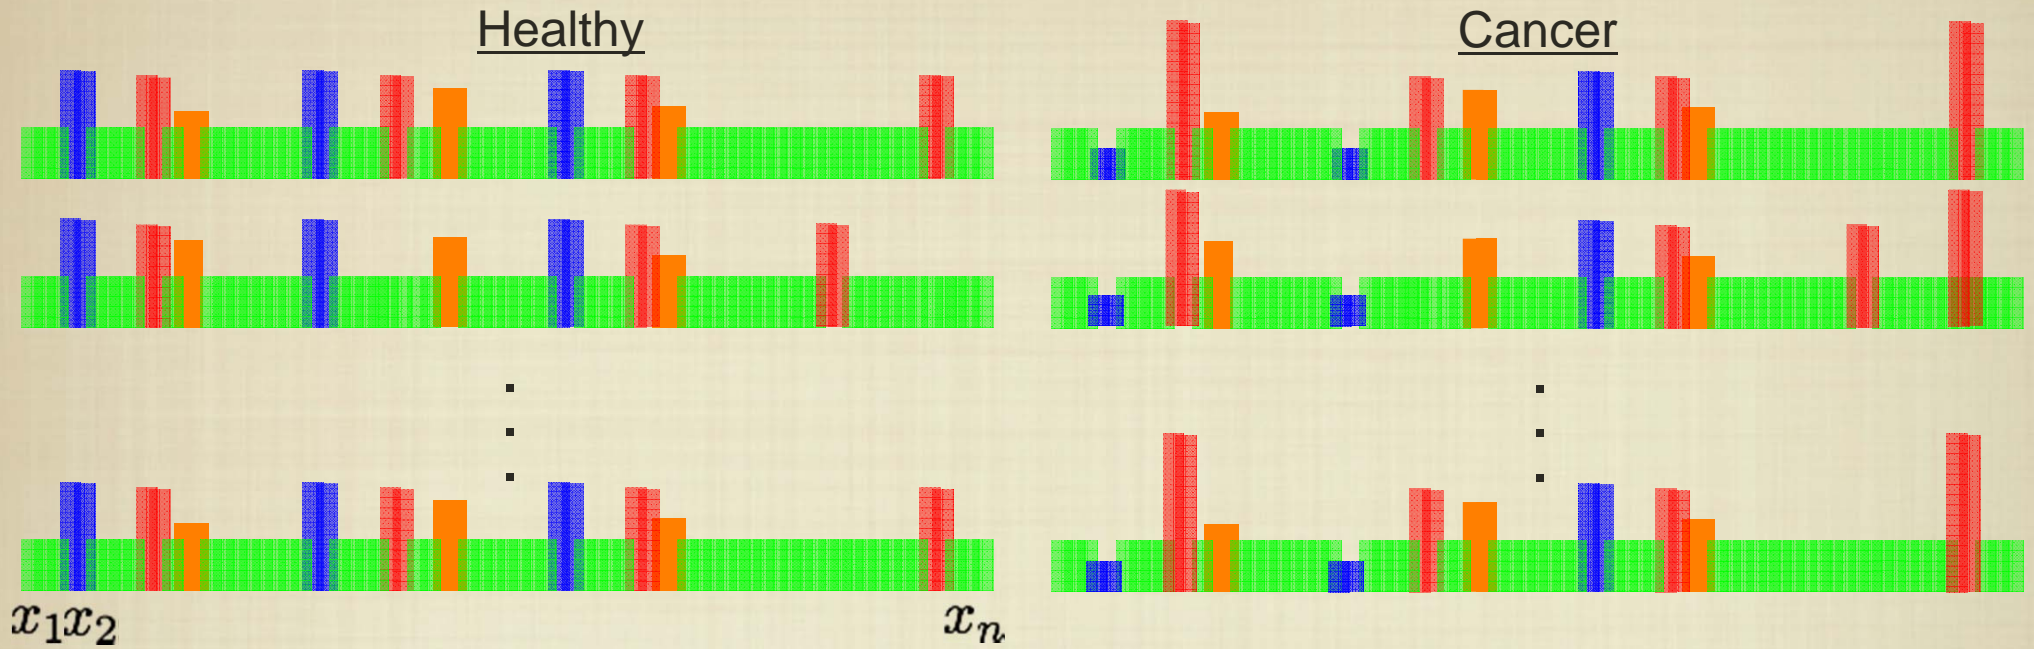 Healthy
Cancer
x₁x₂
xₙ